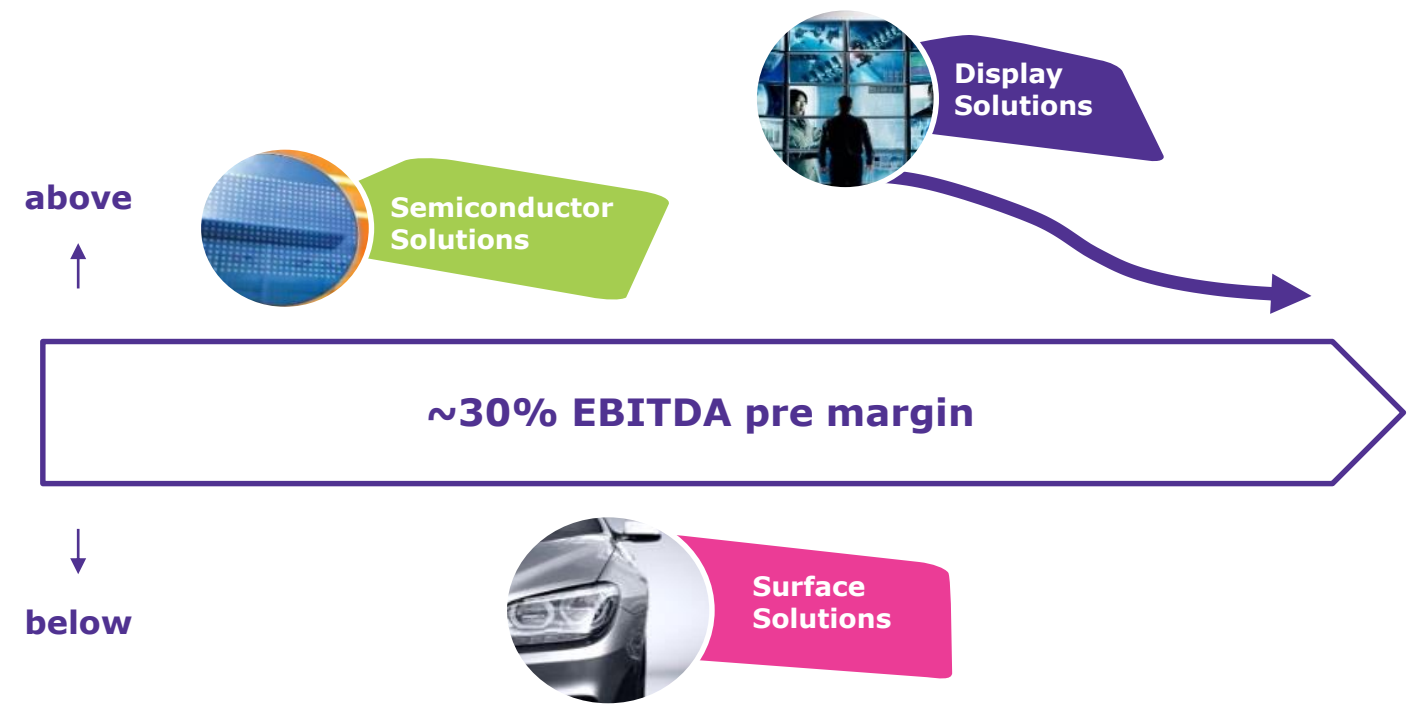 Display
Solutions
above
Semiconductor
Solutions
~30% EBITDA pre margin
below
Surface
Solutions